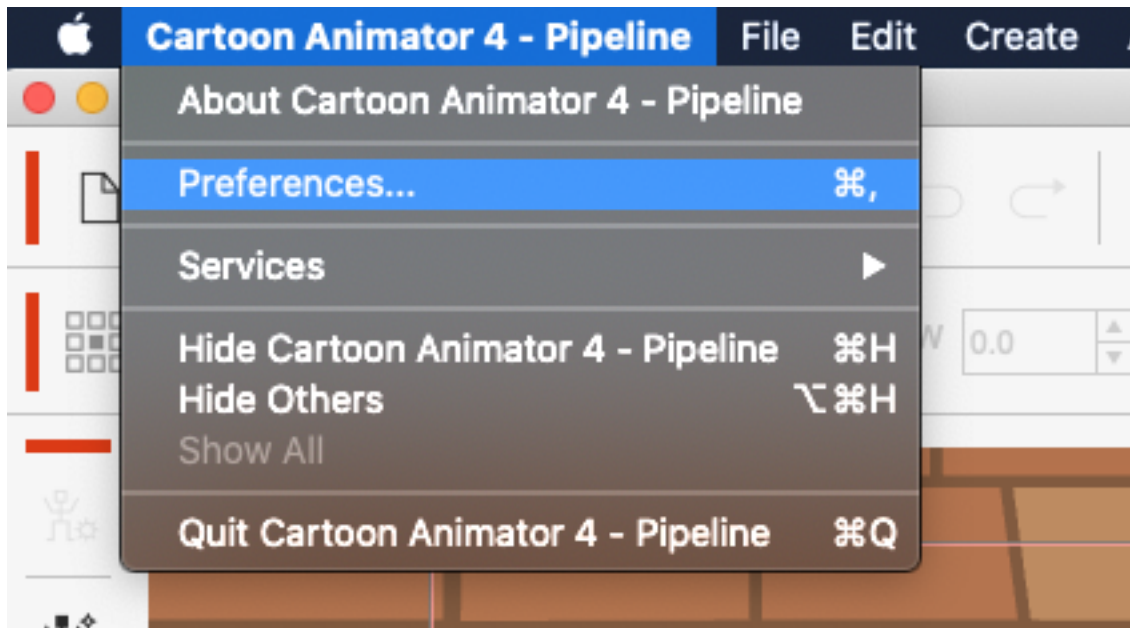 Cartoon Animator 4 - Pipeline File Edit Create
About Cartoon Animator 4 - Pipeline
Preferences... ⌘,
Services ▶
Hide Cartoon Animator 4 - Pipeline ⌘H
Hide Others ⌥⌘H
Show All
Quit Cartoon Animator 4 - Pipeline ⌘Q
W 0.0